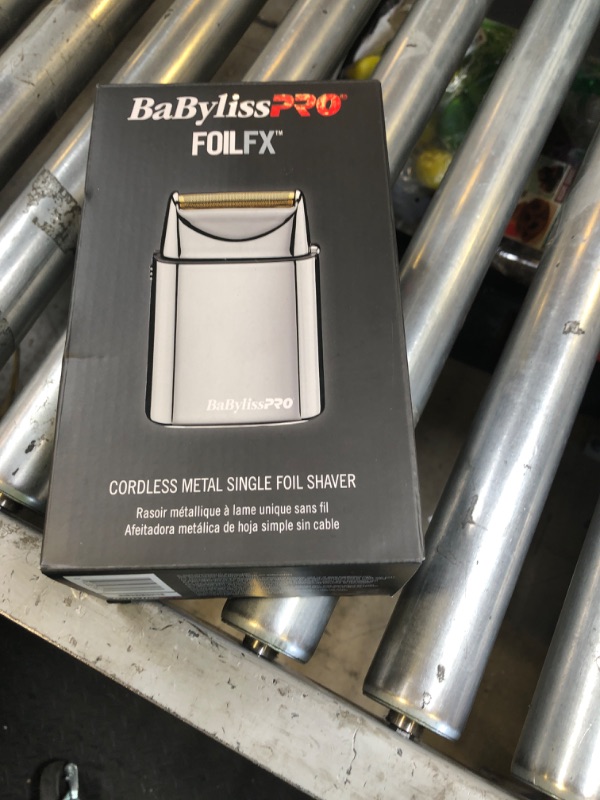 BaBylissPRO®
FOILFX™
BaBylissPRO
CORDLESS METAL SINGLE FOIL SHAVER
Rasoir métallique à lame unique sans fil
Afeitadora metálica de hoja simple sin cable